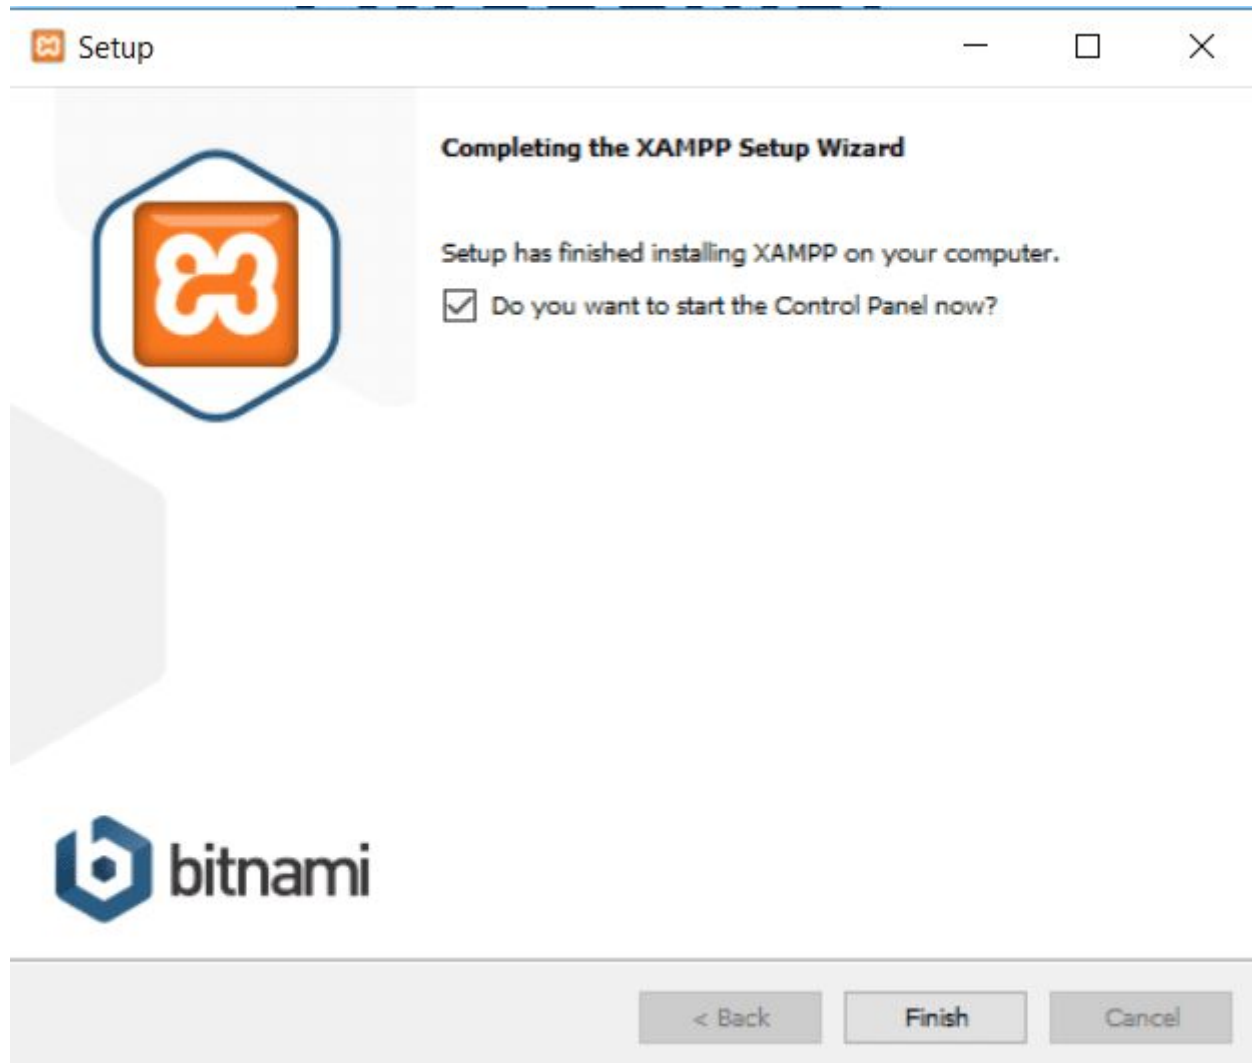 Setup
Completing the XAMPP Setup Wizard
Setup has finished installing XAMPP on your computer.
Do you want to start the Control Panel now?
bitnami
< Back
Finish
Cancel